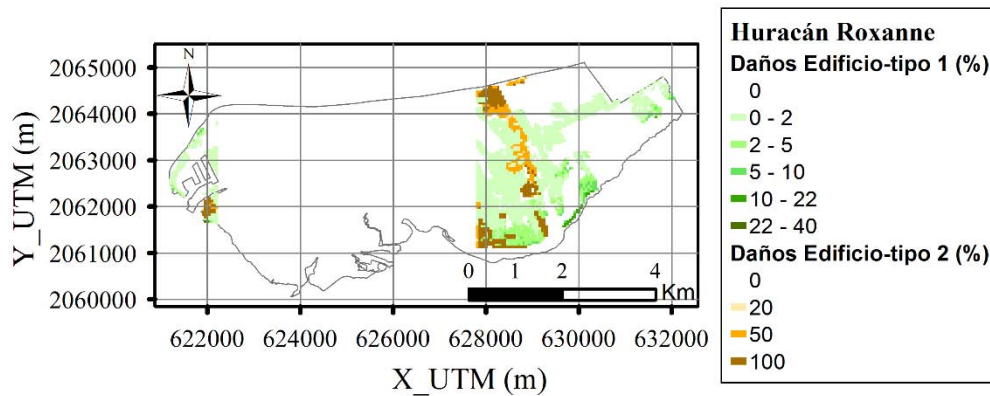 N
2065000
2064000
2063000
2062000
2061000
2060000
Y_UTM (m)
0 1 2 4
Km
622000 624000 626000 628000 630000 632000
X_UTM (m)
Huracán Roxanne
Daños Edificio-tipo 1 (%)
0
0 - 2
2 - 5
5 - 10
10 - 22
22 - 40
Daños Edificio-tipo 2 (%)
0
20
50
100